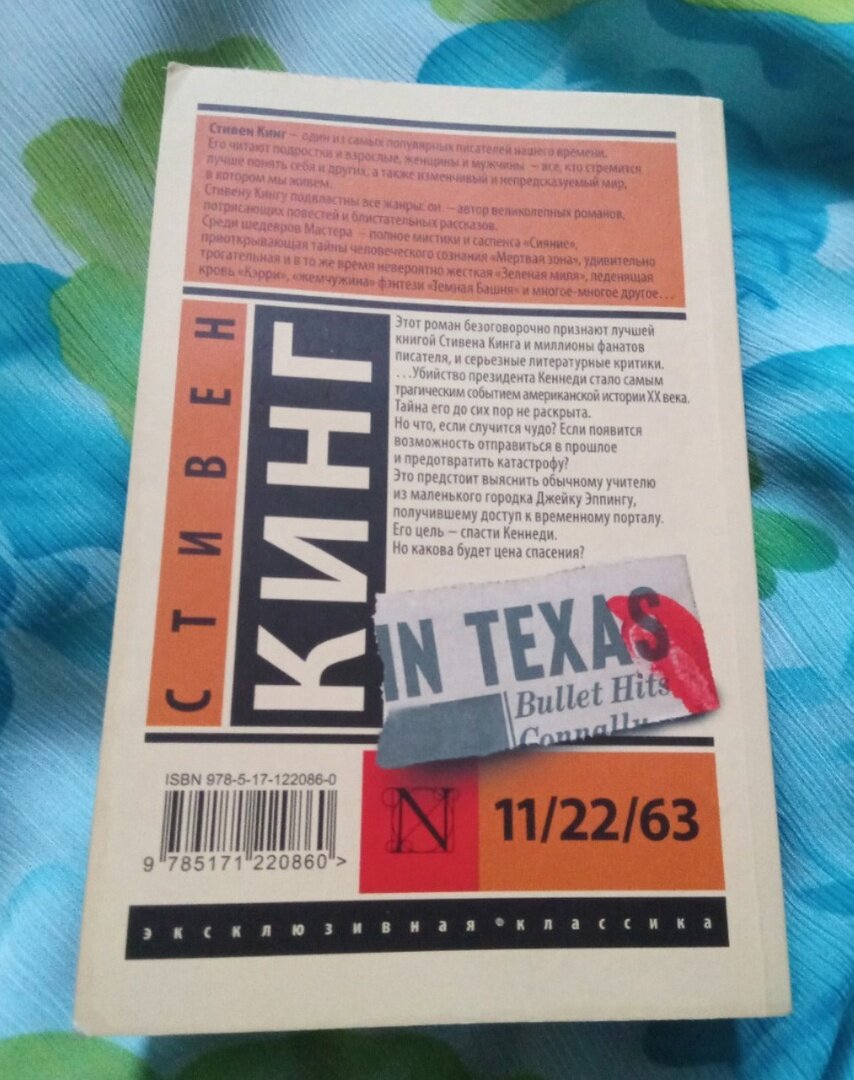 Стивен Кинг – один из самых популярных писателей нашего времени.
Его читают подростки и взрослые, женщины и мужчины – все, кто стремится
лучше понять себя и других, а также изменчивый и непредсказуемый мир,
в котором мы живем.
Стивену Кингу подвластны все жанры: он – автор великолепных романов,
потрясающих повестей и блистательных рассказов.
Среди шедевров Мастера – полное мистики и саспенса «Сияние»,
приоткрывающая тайны человеческого сознания «Мертвая зона», удивительно
трогательная и в то же время невероятно жесткая «Зеленая миля», леденящая
кровь «Кэрри», «жемчужина» фэнтези «Темная Башня» и многое-многое другое…
СТИВЕН
КИНГ
Этот роман безоговорочно признают лучшей
книгой Стивена Кинга и миллионы фанатов
писателя, и серьезные литературные критики.
…Убийство президента Кеннеди стало самым
трагическим событием американской истории XX века.
Тайна его до сих пор не раскрыта.
Но что, если случится чудо? Если появится
возможность отправиться в прошлое
и предотвратить катастрофу?
Это предстоит выяснить обычному учителю
из маленького городка Джейку Эппингу,
получившему доступ к временному порталу.
Его цель – спасти Кеннеди.
Но какова будет цена спасения?
IN TEXAS
Bullet Hits
Connally
ISBN 978-5-17-122086-0
9 785171 220860 >
N
11/22/63
эксклюзивная классика